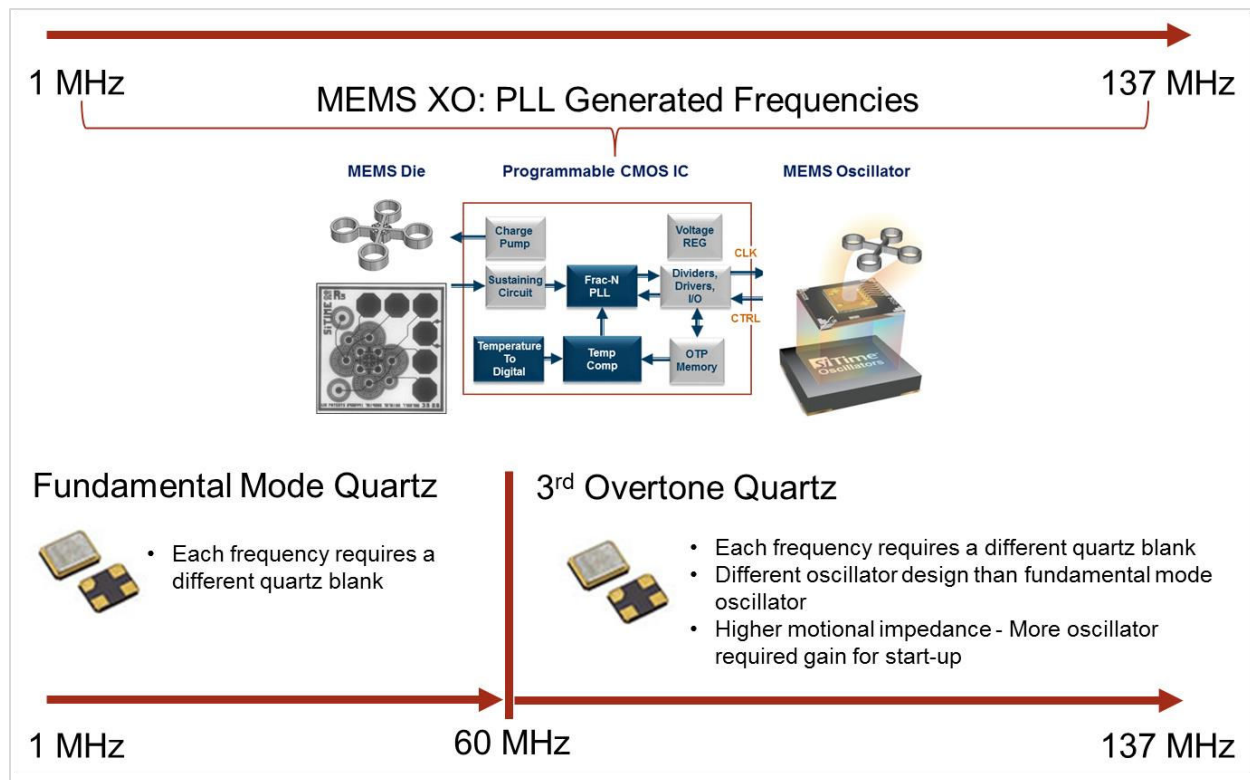 1 MHz
137 MHz
MEMS XO: PLL Generated Frequencies
MEMS Die
Programmable CMOS IC
MEMS Oscillator
Charge
Pump
Voltage
REG
CLK
Sustaining
Circuit
Frac-N
PLL
Dividers,
Drivers,
I/O
CTRL
Temperature
To
Digital
Temp
Comp
OTP
Memory
SiTIME
Rs
SiTime
Oscillators
Fundamental Mode Quartz
• Each frequency requires a
different quartz blank
3rd Overtone Quartz
• Each frequency requires a different quartz blank
• Different oscillator design than fundamental mode
oscillator
• Higher motional impedance - More oscillator
required gain for start-up
1 MHz
60 MHz
137 MHz